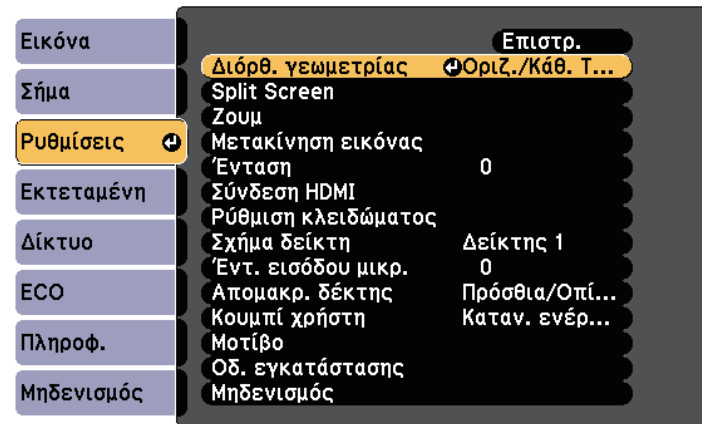 Εικόνα
Σήμα
Ρυθμίσεις
Εκτεταμένη
Δίκτυο
ECO
Πληροφ.
Μηδενισμός
Επιστρ.
Διόρθ. γεωμετρίας Οριζ./Κάθ. Τ...
Split Screen
Ζουμ
Μετακίνηση εικόνας
Ένταση 0
Σύνδεση HDMI
Ρύθμιση κλειδώματος
Σχήμα δείκτη Δείκτης 1
Έντ. εισόδου μικρ. 0
Απομακρ. δέκτης Πρόσθια/Οπί...
Κουμπί χρήστη Καταν. ενέρ...
Μοτίβο
Οδ. εγκατάστασης
Μηδενισμός